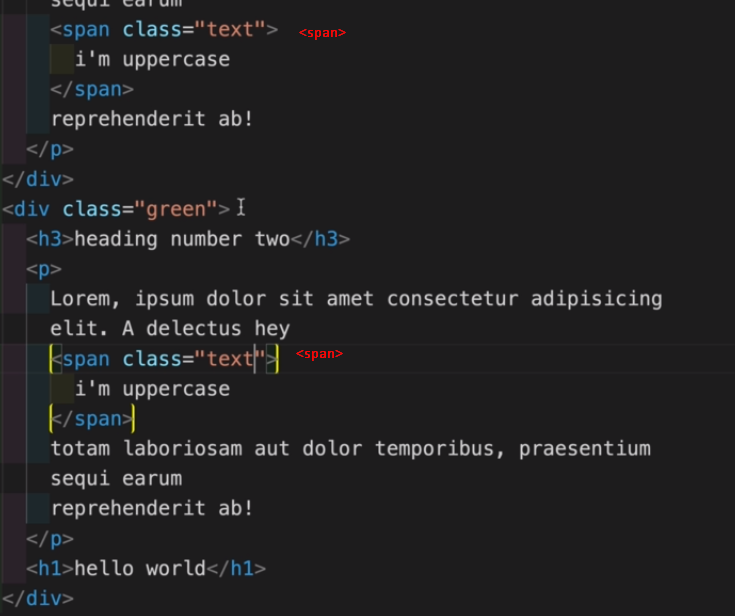 sequi earum
<span class="text"> <span>
i'm uppercase
</span>
reprehenderit ab!
</p>
</div>
<div class="green">
<h3>heading number two</h3>
<p>
Lorem, ipsum dolor sit amet consectetur adipisicing
elit. A delectus hey
<span class="text"> <span>
i'm uppercase
</span>
totam laboriosam aut dolor temporibus, praesentium
sequi earum
reprehenderit ab!
</p>
<h1>hello world</h1>
</div>